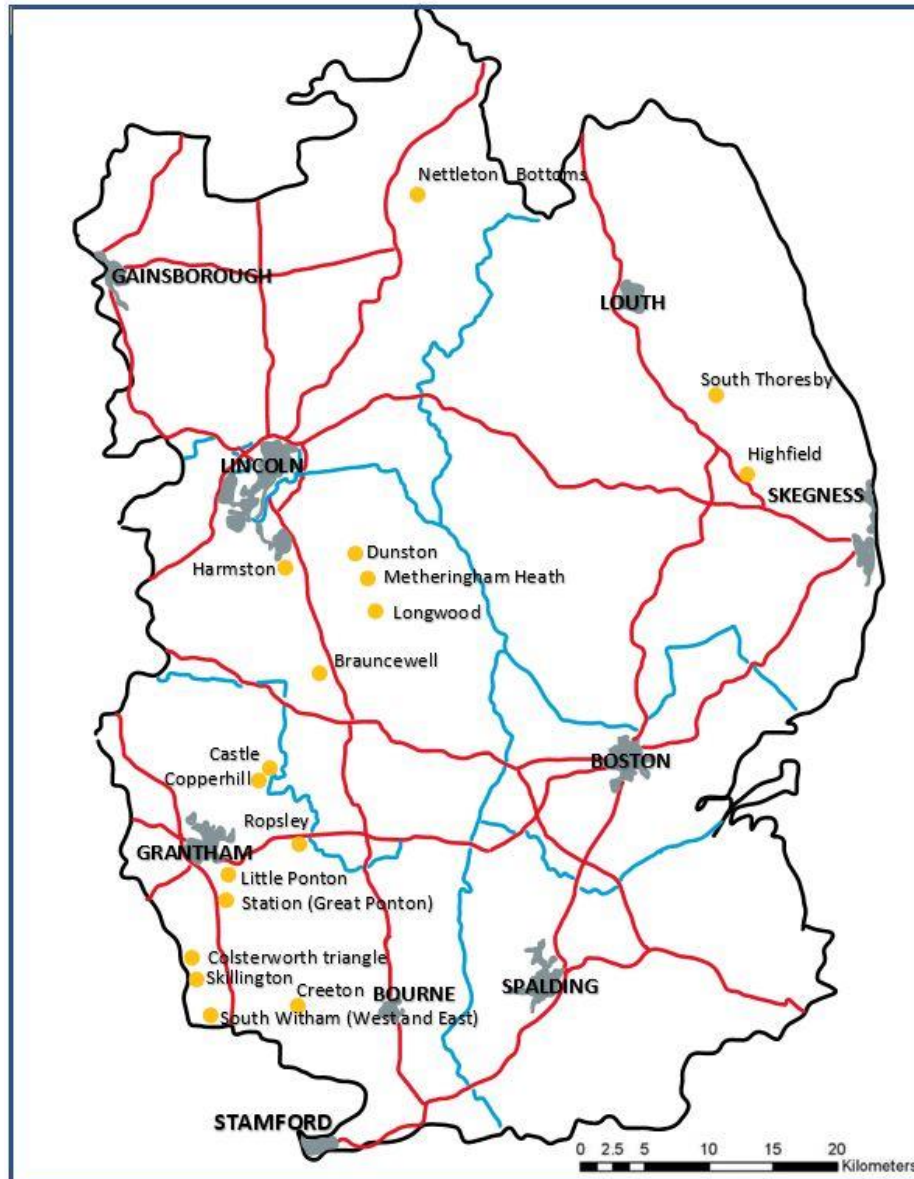 Nettleton Bottoms
GAINSBOROUGH
LOUTH
South Thoresby
LINCOLN
Highfield
SKEGNESS
Dunston
Harmston
Metheringham Heath
Longwood
Brauncewell
Castle
BOSTON
Copperhill
Ropsley
GRANTHAM
Little Ponton
Station (Great Ponton)
Colsterworth triangle
Skillington
Creeton
BOURNE
SPALDING
South Witham (West and East)
STAMFORD
0 2.5 5 10 15 20
Kilometers